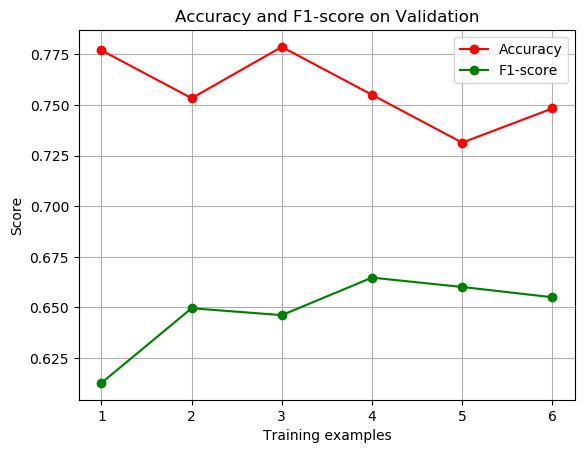 Accuracy and F1-score on Validation
Accuracy
F1-score
0.775
0.750
0.725
0.700
0.675
0.650
0.625
Score
1 2 3 4 5 6
Training examples